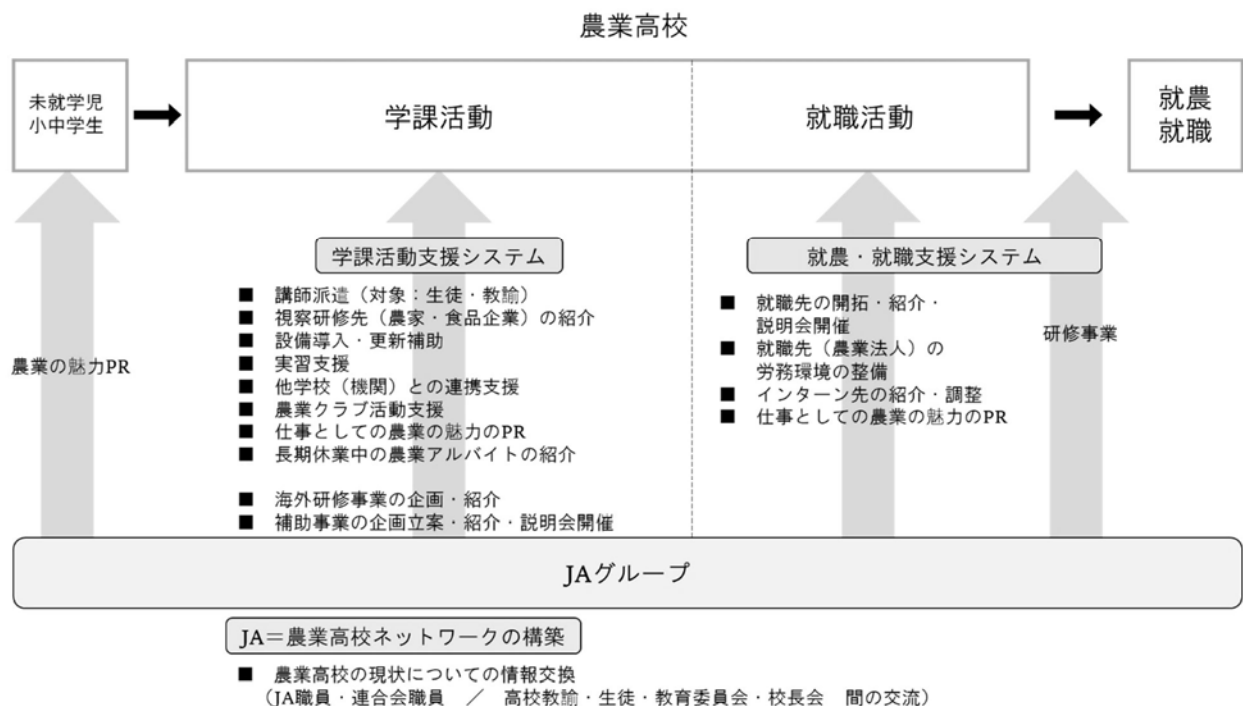 農業高校
未就学児
小中学生
学課活動
就職活動
就農
就職
農業の魅力PR
学課活動支援システム
■ 講師派遣（対象：生徒・教諭）
■ 視察研修先（農家・食品企業）の紹介
■ 設備導入・更新補助
■ 実習支援
■ 他学校（機関）との連携支援
■ 農業クラブ活動支援
■ 仕事としての農業の魅力のPR
■ 長期休業中の農業アルバイトの紹介
■ 海外研修事業の企画・紹介
■ 補助事業の企画立案・紹介・説明会開催
就農・就職支援システム
■ 就職先の開拓・紹介・
説明会開催
■ 就職先（農業法人）の
労務環境の整備
■ インターン先の紹介・調整
■ 仕事としての農業の魅力のPR
研修事業
JAグループ
JA＝農業高校ネットワークの構築
■ 農業高校の現状についての情報交換
（JA職員・連合会職員　／　高校教諭・生徒・教育委員会・校長会　間の交流）